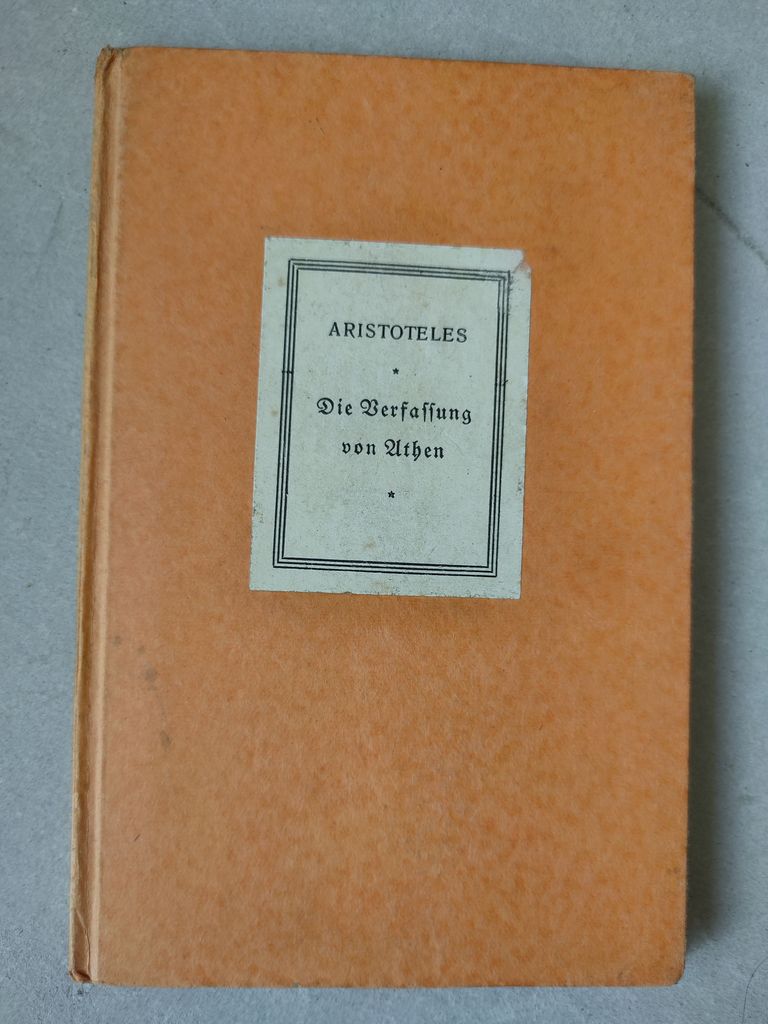 ARISTOTELES
*
Die Verfaſſung
von Athen
*